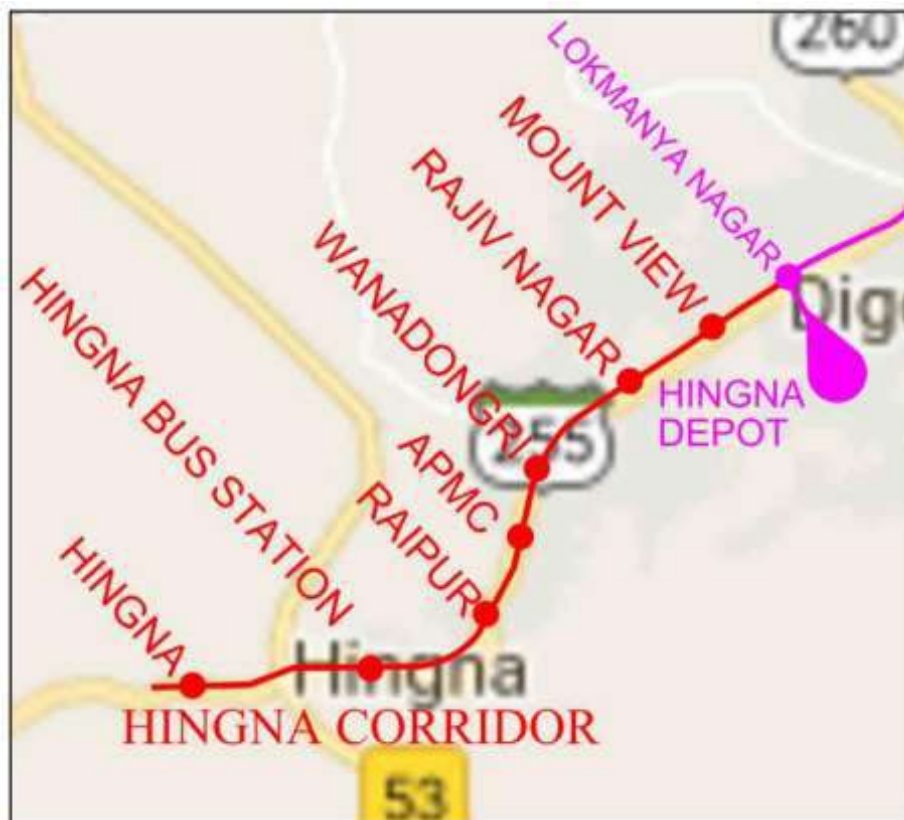 260
LOKMANYA NAGAR
MOUNT VIEW
RAJIV NAGAR
WANADONGRI
HINGNA BUS STATION
Dig
HINGNA
DEPOT
255
APMC
RAIPUR
HINGNA
Hingna
HINGNA CORRIDOR
53